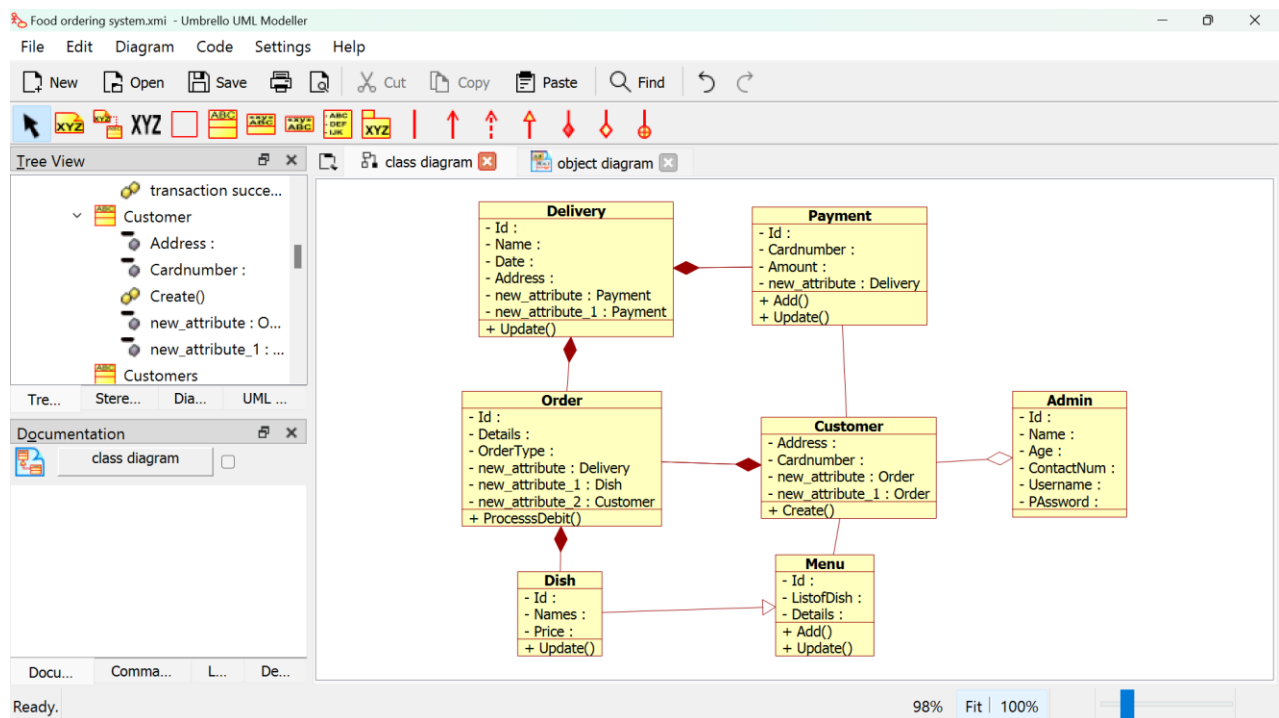 Food ordering system.xmi - Umbrello UML Modeller
File Edit Diagram Code Settings Help
New Open Save Cut Copy Paste Find
XYZ XYZ XYZ ABC XYZ
Tree View
class diagram object diagram
transaction succe...
Customer
Address :
Cardnumber :
Create()
new_attribute : O...
new_attribute_1 : ...
Customers
Tre... Stere... Dia... UML ...
Documentation
class diagram
Docu... Comma... L... De...
Delivery
- Id :
- Name :
- Date :
- Address :
- new_attribute : Payment
- new_attribute_1 : Payment
+ Update()
Payment
- Id :
- Cardnumber :
- Amount :
- new_attribute : Delivery
+ Add()
+ Update()
Order
- Id :
- Details :
- OrderType :
- new_attribute : Delivery
- new_attribute_1 : Dish
- new_attribute_2 : Customer
+ ProcesssDebit()
Customer
- Address :
- Cardnumber :
- new_attribute : Order
- new_attribute_1 : Order
+ Create()
Admin
- Id :
- Name :
- Age :
- ContactNum :
- Username :
- PAssword :
Dish
- Id :
- Names :
- Price :
+ Update()
Menu
- Id :
- ListofDish :
- Details :
+ Add()
+ Update()
Ready.
98% Fit 100%